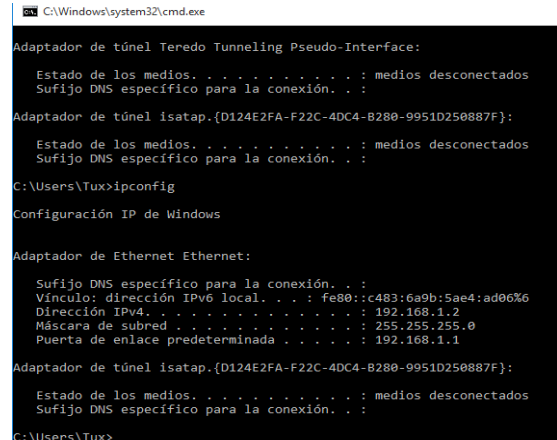 C:\Windows\system32\cmd.exe
Adaptador de túnel Teredo Tunneling Pseudo-Interface:
Estado de los medios. . . . . . . . . . . : medios desconectados
Sufijo DNS específico para la conexión. . :
Adaptador de túnel isatap.{D124E2FA-F22C-4DC4-B280-9951D250887F}:
Estado de los medios. . . . . . . . . . . : medios desconectados
Sufijo DNS específico para la conexión. . :
C:\Users\Tux>ipconfig
Configuración IP de Windows
Adaptador de Ethernet Ethernet:
Sufijo DNS específico para la conexión. . :
Vínculo: dirección IPv6 local. . . : fe80::c483:6a9b:5ae4:ad06%6
Dirección IPv4. . . . . . . . . . . . . . : 192.168.1.2
Máscara de subred . . . . . . . . . . . . : 255.255.255.0
Puerta de enlace predeterminada . . . . . : 192.168.1.1
Adaptador de túnel isatap.{D124E2FA-F22C-4DC4-B280-9951D250887F}:
Estado de los medios. . . . . . . . . . . : medios desconectados
Sufijo DNS específico para la conexión. . :
C:\Users\Tux>